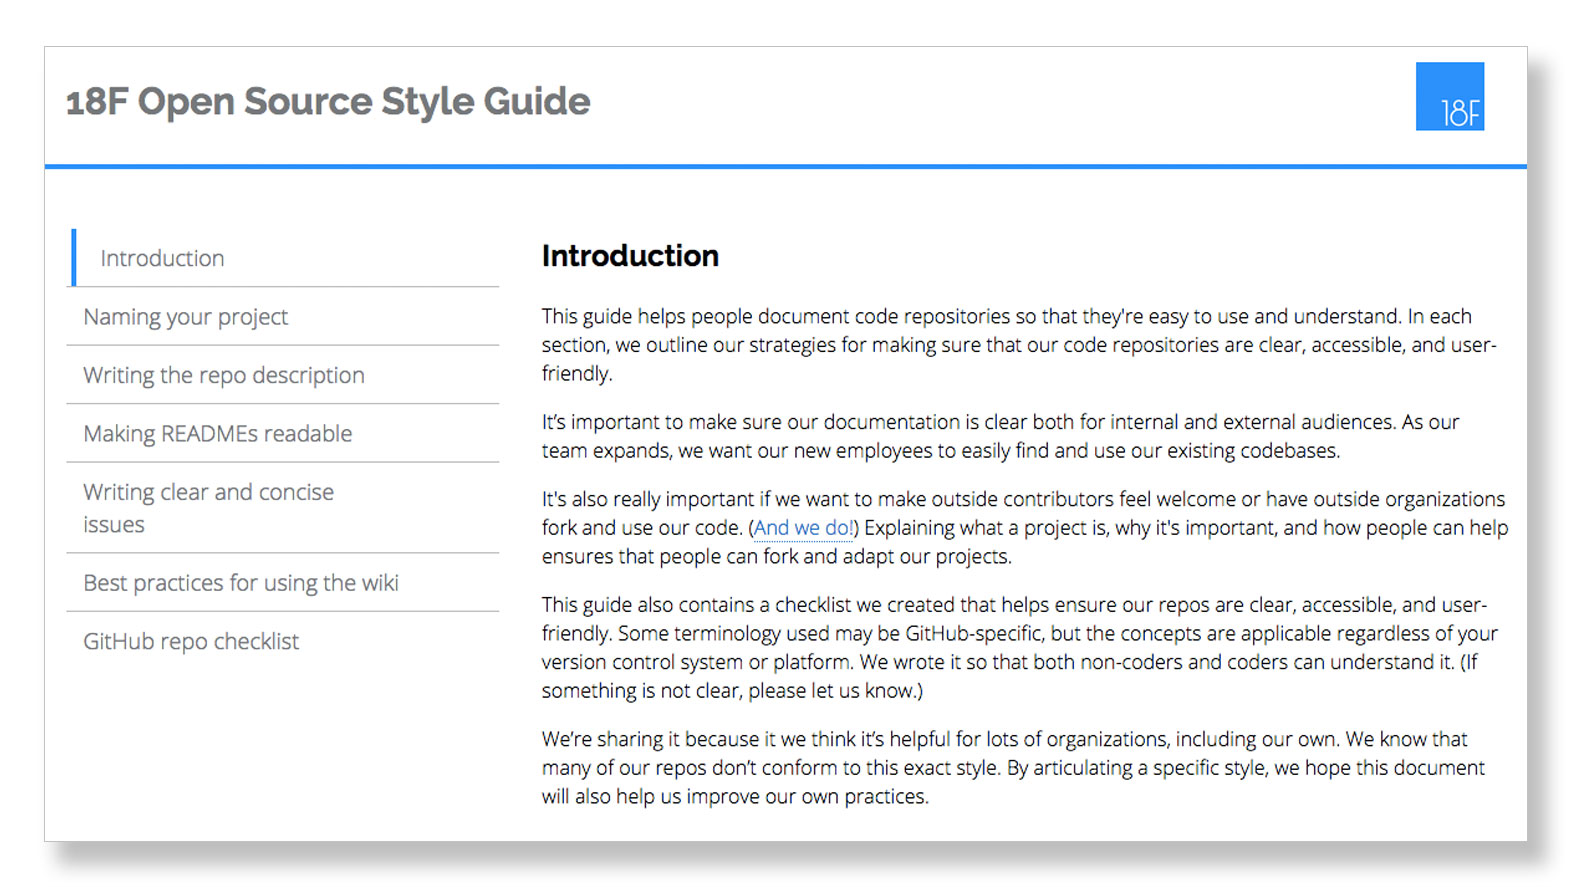 18F Open Source Style Guide
18F
Introduction
Naming your project
Writing the repo description
Making READMEs readable
Writing clear and concise
issues
Best practices for using the wiki
GitHub repo checklist
Introduction
This guide helps people document code repositories so that they're easy to use and understand. In each
section, we outline our strategies for making sure that our code repositories are clear, accessible, and user-
friendly.
It’s important to make sure our documentation is clear both for internal and external audiences. As our
team expands, we want our new employees to easily find and use our existing codebases.
It's also really important if we want to make outside contributors feel welcome or have outside organizations
fork and use our code. (And we do!) Explaining what a project is, why it's important, and how people can help
ensures that people can fork and adapt our projects.
This guide also contains a checklist we created that helps ensure our repos are clear, accessible, and user-
friendly. Some terminology used may be GitHub-specific, but the concepts are applicable regardless of your
version control system or platform. We wrote it so that both non-coders and coders can understand it. (If
something is not clear, please let us know.)
We’re sharing it because it we think it’s helpful for lots of organizations, including our own. We know that
many of our repos don’t conform to this exact style. By articulating a specific style, we hope this document
will also help us improve our own practices.